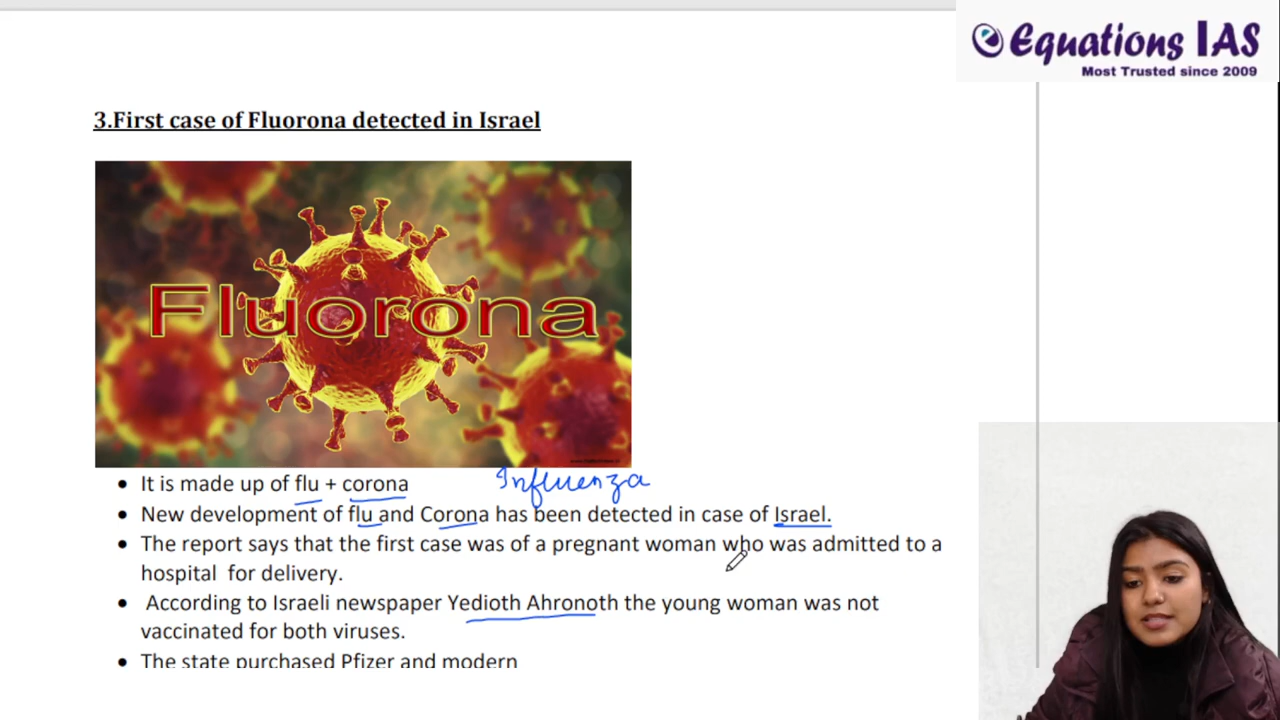 Equations IAS
Most Trusted since 2009
3.First case of Fluorona detected in Israel
Fluorona
• It is made up of flu + corona
Influenza
• New development of flu and Corona has been detected in case of Israel.
• The report says that the first case was of a pregnant woman who was admitted to a
hospital for delivery.
• According to Israeli newspaper Yedioth Ahronoth the young woman was not
vaccinated for both viruses.
• The state purchased Pfizer and modern